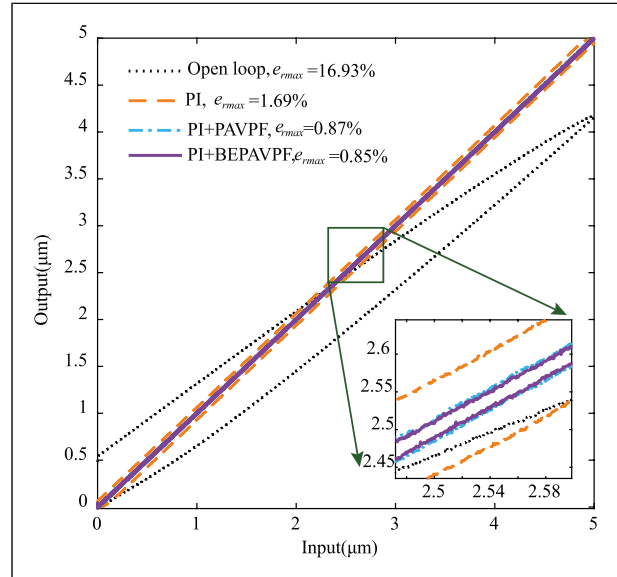 5
4.5
4
3.5
3
2.5
2
1.5
1
0.5
0
Output(μm)
Open loop, e_rmax=16.93%
PI, e_rmax=1.69%
PI+PAVPF, e_rmax=0.87%
PI+BEPAVPF,e_rmax=0.85%
2.6
2.55
2.5
2.45
2.5 2.54 2.58
0 1 2 3 4 5
Input(μm)